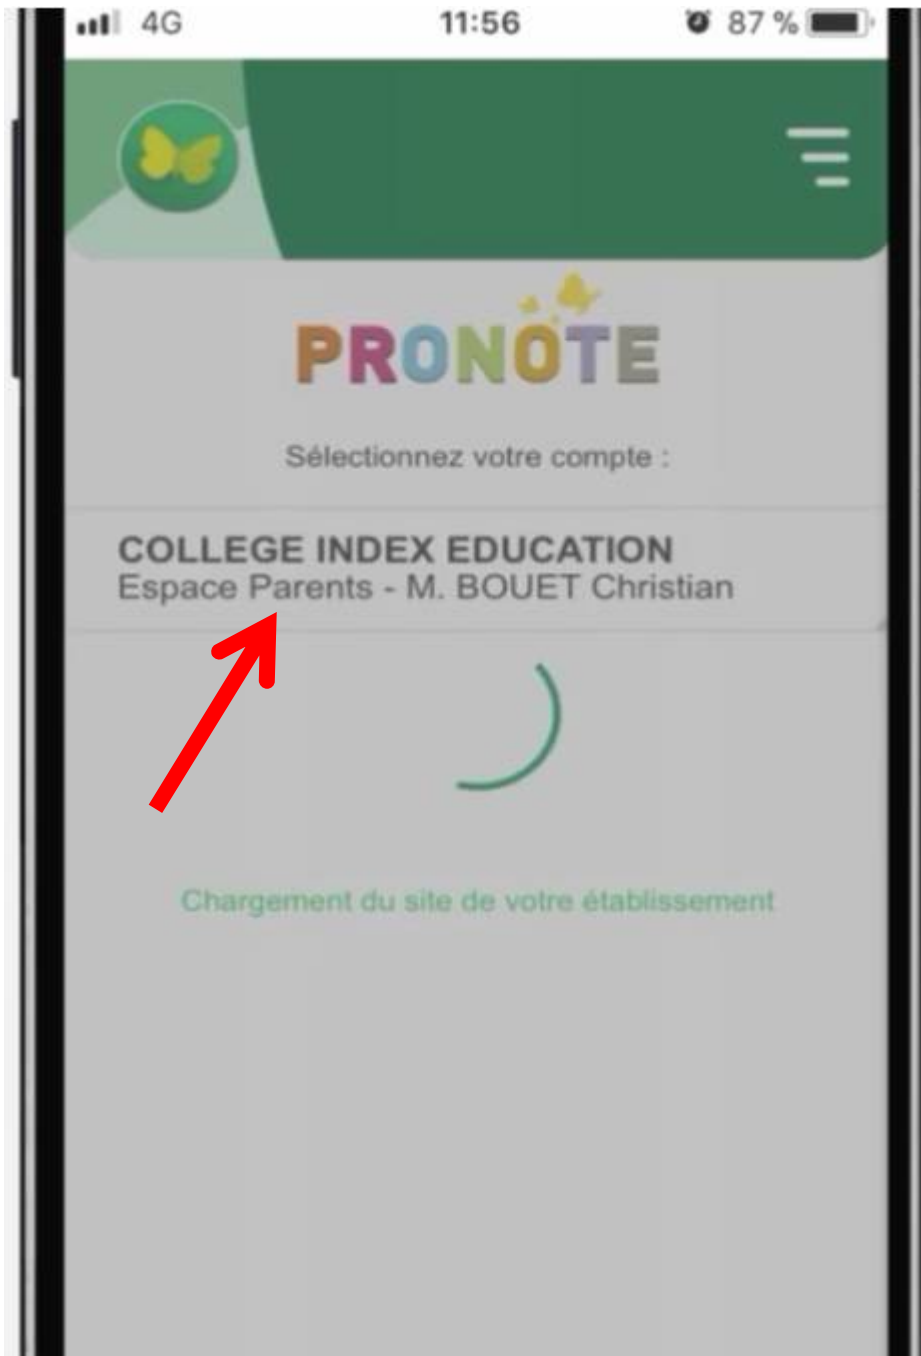 4G 11:56 87 %
PRONOTE
Sélectionnez votre compte :
COLLEGE INDEX EDUCATION
Espace Parents - M. BOUET Christian
Chargement du site de votre établissement